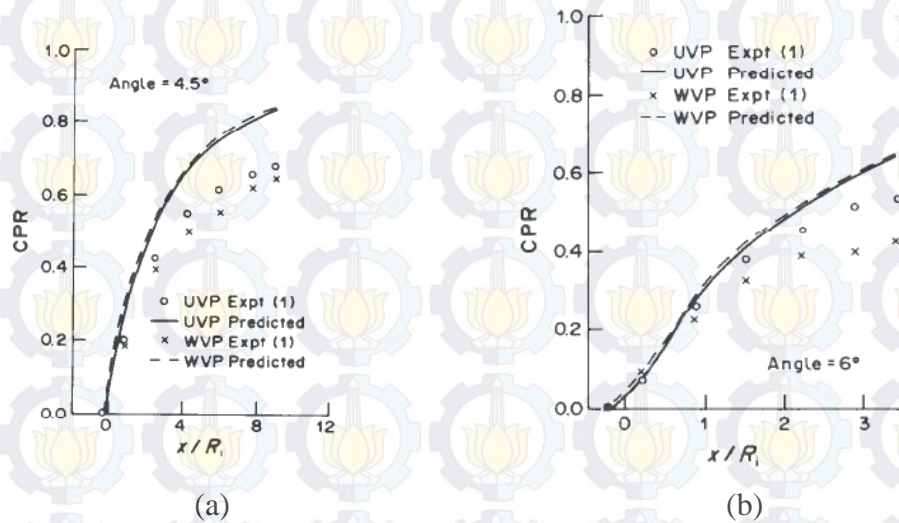 1.0
Angle = 4.5°
0.8
0.6
CPR
0.4
o UVP Expt (1)
— UVP Predicted
0.2
x WVP Expt (1)
-- WVP Predicted
0.0
0 4 8 12
x/Ri
(a)
1.0
o UVP Expt (1)
— UVP Predicted
x WVP Expt (1)
-- WVP Predicted
0.8
0.6
CPR
0.4
0.2
Angle = 6°
0.0
0 1 2 3
x/Ri
(b)